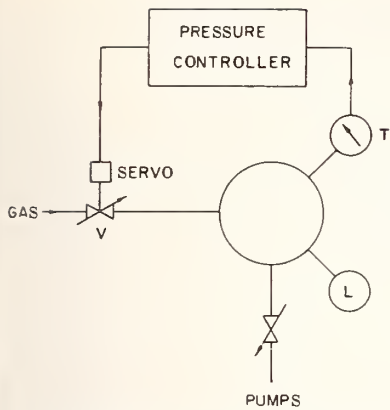 PRESSURE
CONTROLLER
T
SERVO
GAS
V
L
PUMPS